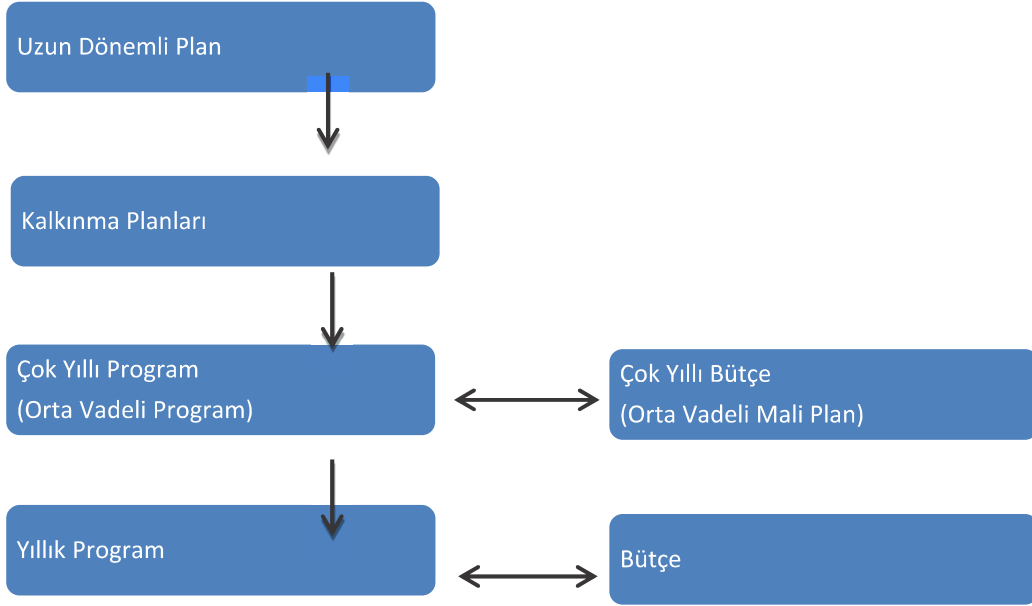 Uzun Dönemli Plan
Kalkınma Planları
Çok Yıllı Program
(Orta Vadeli Program)
Çok Yıllı Bütçe
(Orta Vadeli Mali Plan)
Yıllık Program
Bütçe